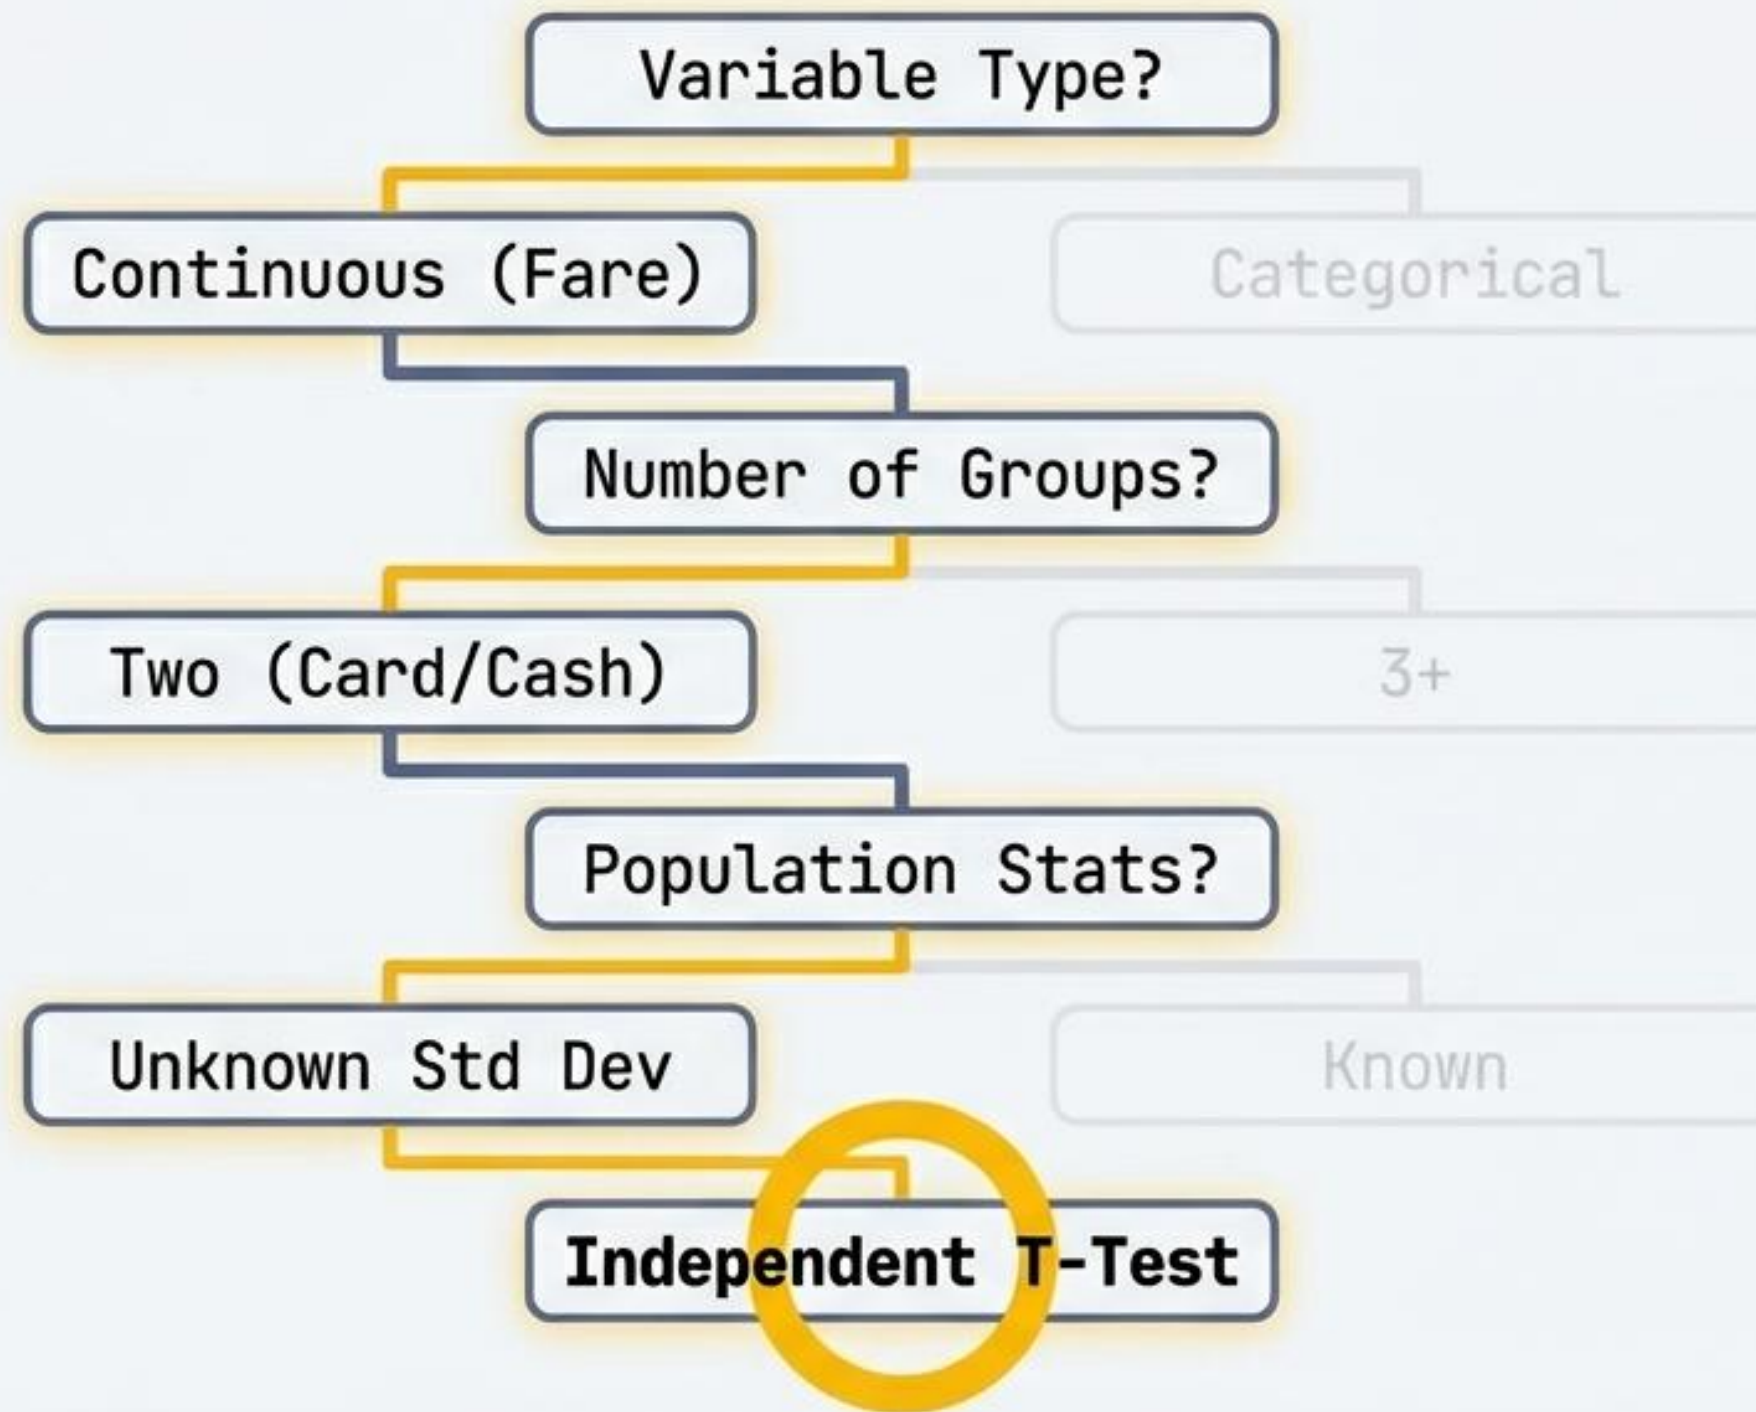 Variable Type?
Continuous (Fare)
Categorical
Number of Groups?
Two (Card/Cash)
3+
Population Stats?
Unknown Std Dev
Known
Independent T-Test